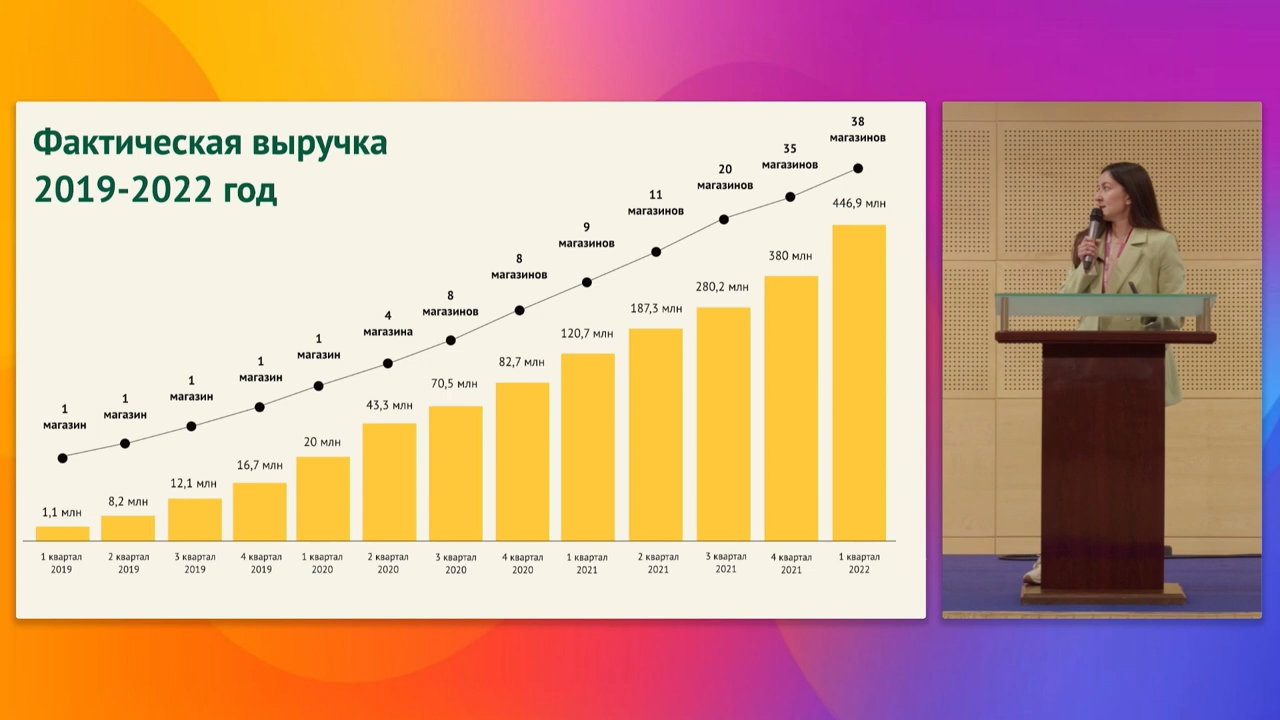 Фактическая выручка
2019-2022 год
1
магазин
1
магазин
1
магазин
1
магазин
1
магазин
4
магазина
8
магазинов
8
магазинов
9
магазинов
11
магазинов
20
магазинов
35
магазинов
38
магазинов
1,1 млн
8,2 млн
12,1 млн
16,7 млн
20 млн
43,3 млн
70,5 млн
82,7 млн
120,7 млн
187,3 млн
280,2 млн
380 млн
446,9 млн
1 квартал
2019
2 квартал
2019
3 квартал
2019
4 квартал
2019
1 квартал
2020
2 квартал
2020
3 квартал
2020
4 квартал
2020
1 квартал
2021
2 квартал
2021
3 квартал
2021
4 квартал
2021
1 квартал
2022